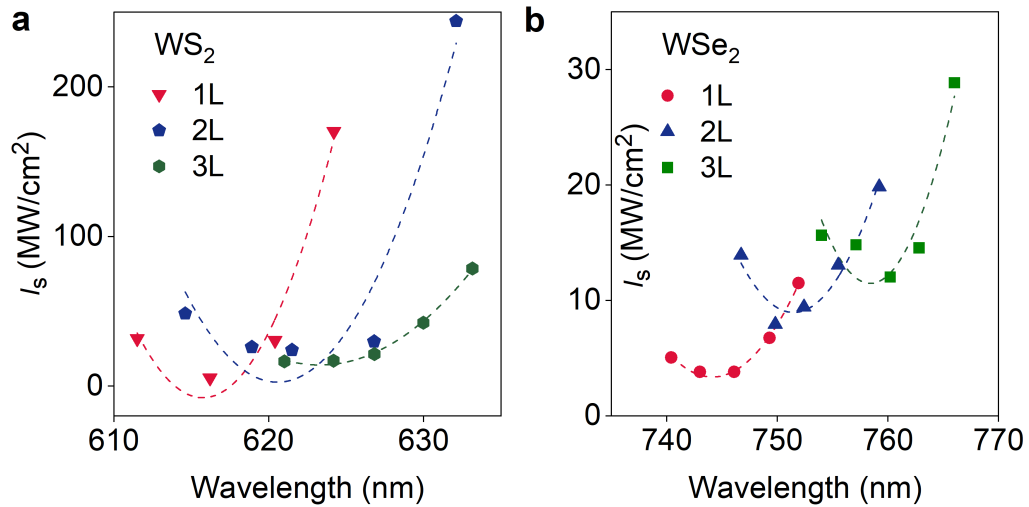 a
WS₂
1L
2L
3L
200
100
0
610
620
630
Iₛ (MW/cm²)
Wavelength (nm)
b
WSe₂
1L
2L
3L
30
20
10
0
740
750
760
770
Iₛ (MW/cm²)
Wavelength (nm)